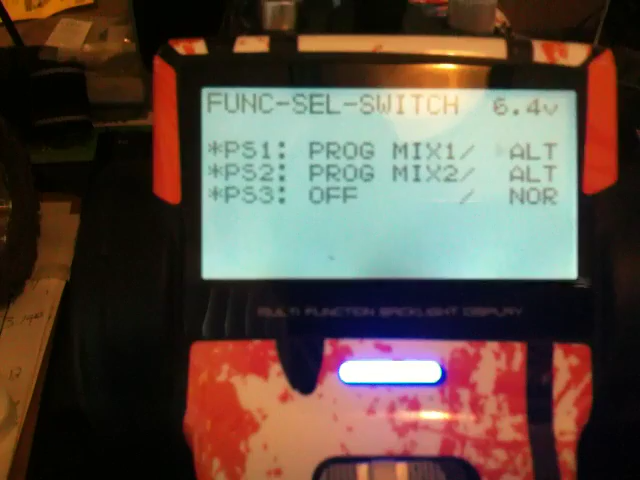 FUNC-SEL-SWITCH 6.4v
*PS1: PROG MIX1/ ALT
*PS2: PROG MIX2/ ALT
*PS3: OFF / NOR
MULTI FUNCTION BACKLIGHT DISPLAY